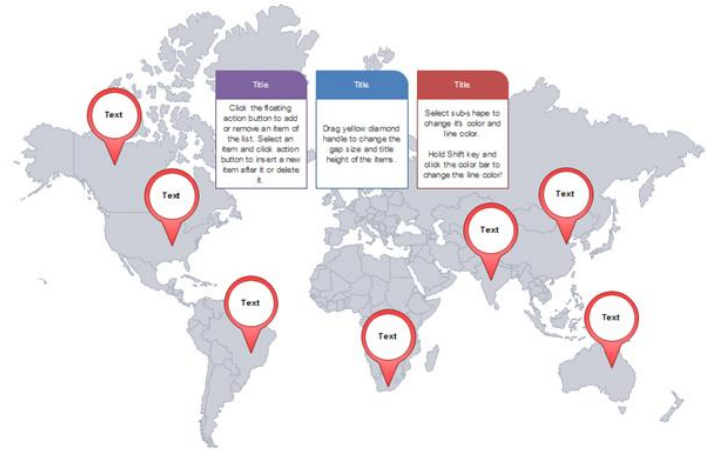 Title
Click the floating
action button to add
or remove an item of
the list. Select an
item and click action
button to insert a new
item after it or delete
it.
Title
Drag yellow diamond
handle to change the
gap size and title
height of the items.
Title
Select sub-shape to
change it's color and
line color.
Hold Shift key and
click the color bar to
change the line color!
Text
Text
Text
Text
Text
Text
Text